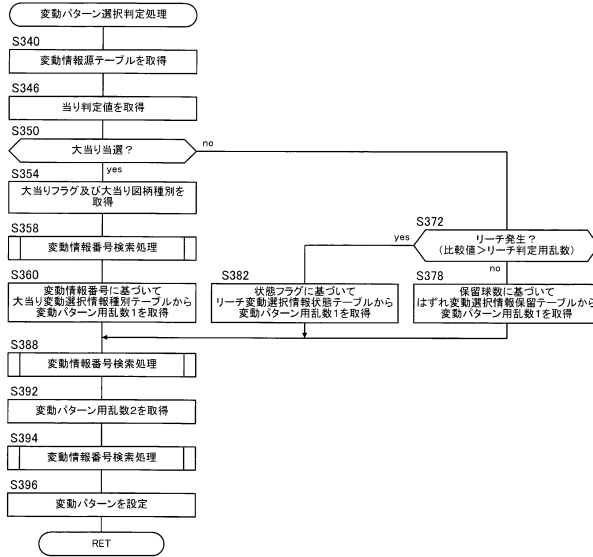 変動パターン選択判定処理
S340
変動情報源テーブルを取得
S346
当り判定値を取得
S350
大当り当選？
no
yes
S354
大当りフラグ及び大当り図柄種別を
取得
S358
変動情報番号検索処理
S360
変動情報番号に基づいて
大当り変動選択情報種別テーブルから
変動パターン用乱数1を取得
S372
リーチ発生？
（比較値＞リーチ判定用乱数）
yes
no
S382
状態フラグに基づいて
リーチ変動選択情報状態テーブルから
変動パターン用乱数1を取得
S378
保留球数に基づいて
はずれ変動選択情報保留テーブルから
変動パターン用乱数1を取得
S388
変動情報番号検索処理
S392
変動パターン用乱数2を取得
S394
変動情報番号検索処理
S396
変動パターンを設定
RET